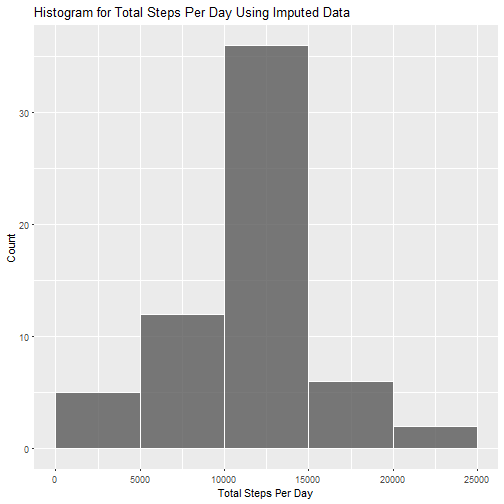 Histogram for Total Steps Per Day Using Imputed Data
30
20
10
0
Count
0 5000 10000 15000 20000 25000
Total Steps Per Day